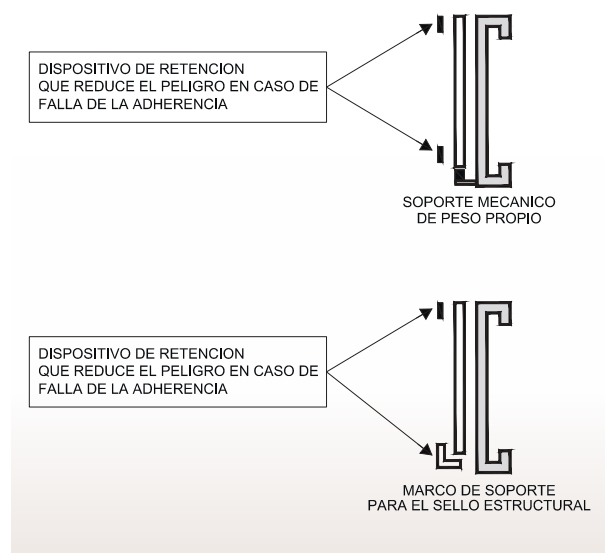 DISPOSITIVO DE RETENCION
QUE REDUCE EL PELIGRO EN CASO DE
FALLA DE LA ADHERENCIA
SOPORTE MECANICO
DE PESO PROPIO
DISPOSITIVO DE RETENCION
QUE REDUCE EL PELIGRO EN CASO DE
FALLA DE LA ADHERENCIA
MARCO DE SOPORTE
PARA EL SELLO ESTRUCTURAL